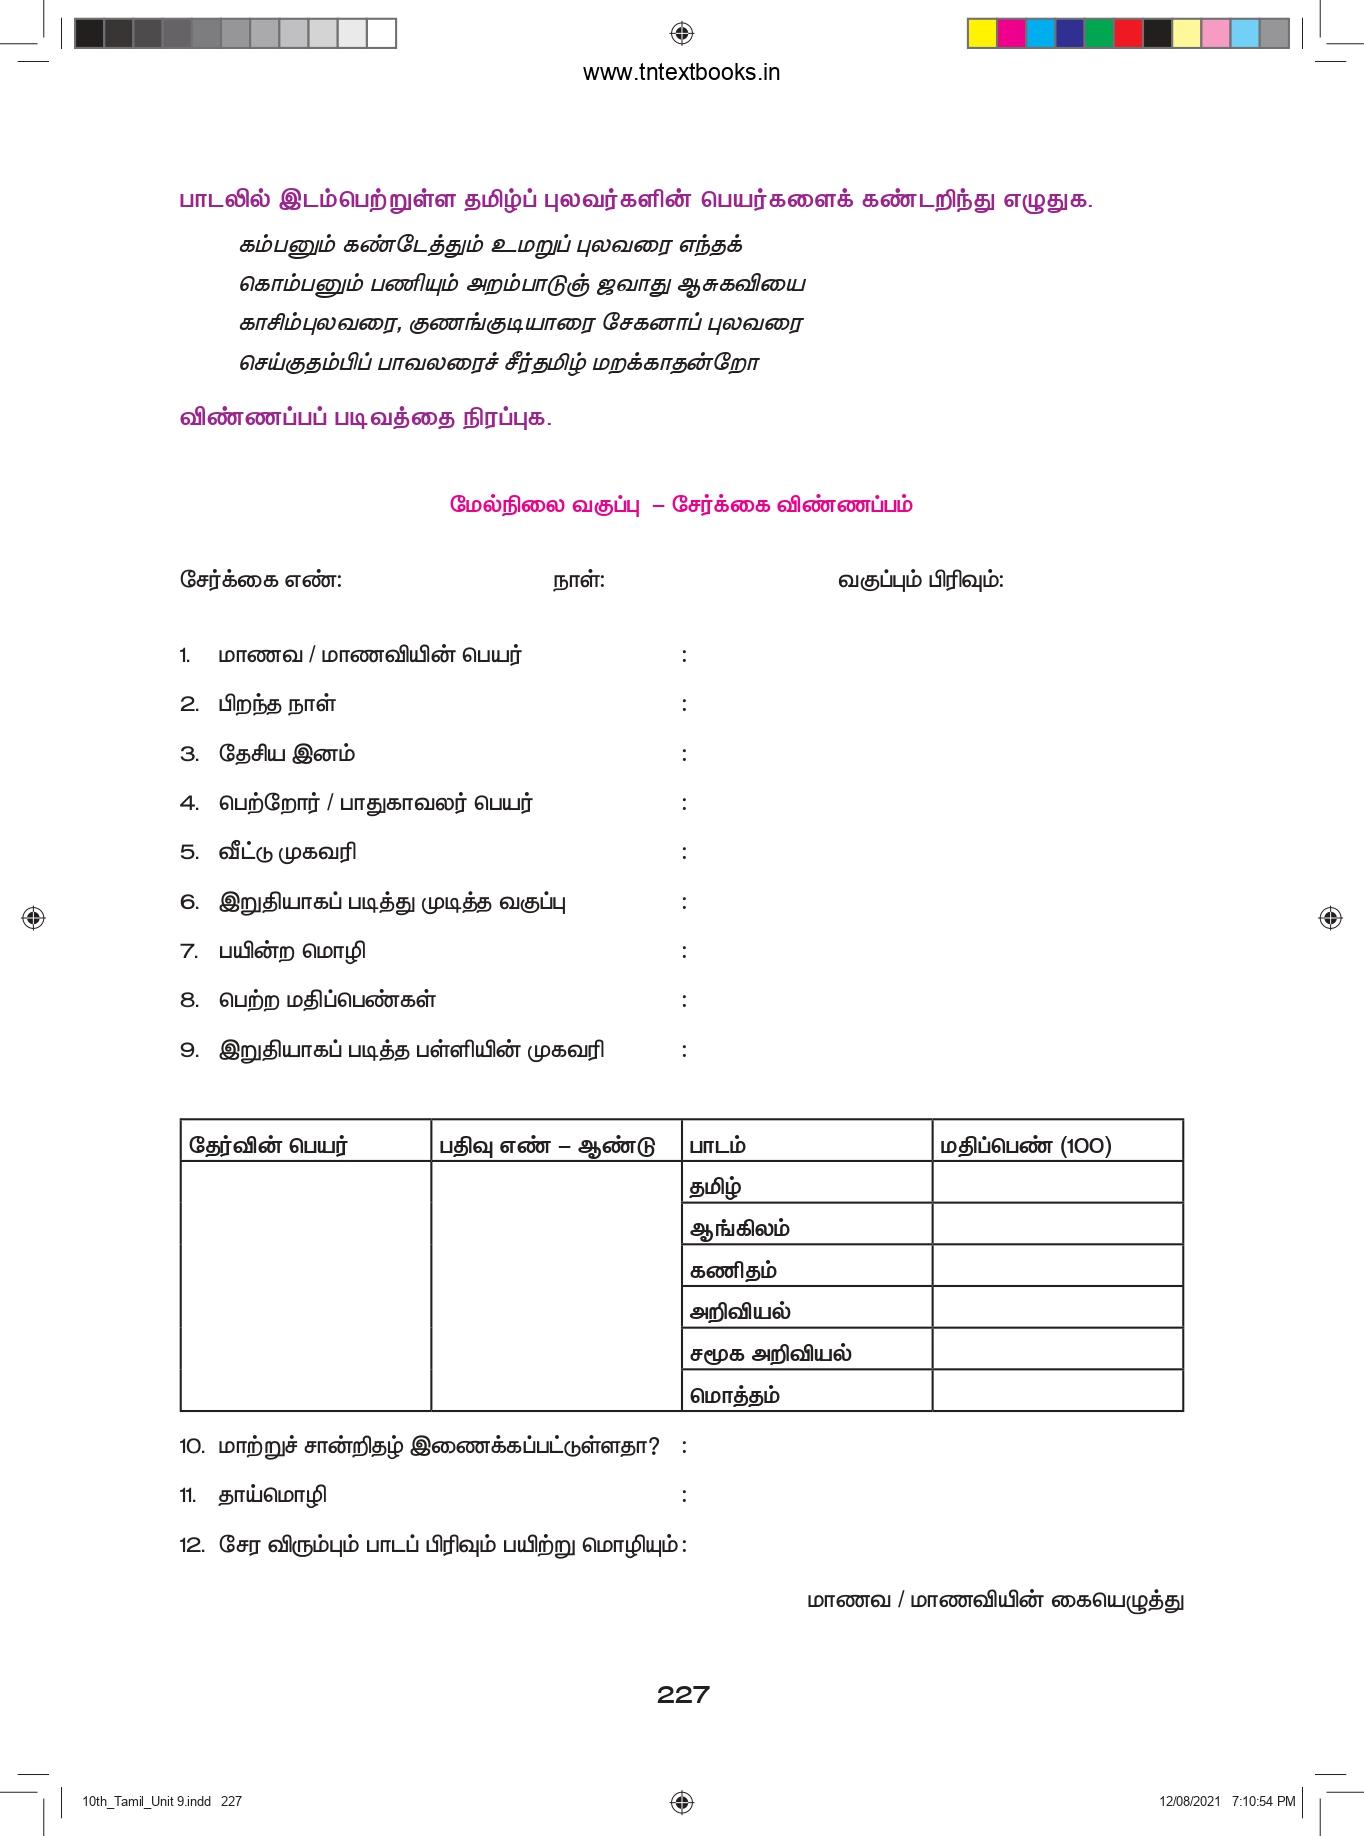 www.tntextbooks.in
பாடலில் இடம்பெற்றுள்ள தமிழ்ப் புலவர்களின் பெயர்களைக் கண்டறிந்து எழுதுக.
கம்பனும் கண்டேத்தும் உமறுப் புலவரை எந்தக்
கொம்பனும் பணியும் அறம்பாடுஞ் ஜவாது ஆசுகவியை
காசிம்புலவரை, குணங்குடியாரை சேகனாப் புலவரை
செய்குதம்பிப் பாவலரைச் சீர்தமிழ் மறக்காதன்றோ
விண்ணப்பப் படிவத்தை நிரப்புக.
மேல்நிலை வகுப்பு – சேர்க்கை விண்ணப்பம்
சேர்க்கை எண்: நாள்: வகுப்பும் பிரிவும்:
1. மாணவ / மாணவியின் பெயர் :
2. பிறந்த நாள் :
3. தேசிய இனம் :
4. பெற்றோர் / பாதுகாவலர் பெயர் :
5. வீட்டு முகவரி :
6. இறுதியாகப் படித்து முடித்த வகுப்பு :
7. பயின்ற மொழி :
8. பெற்ற மதிப்பெண்கள் :
9. இறுதியாகப் படித்த பள்ளியின் முகவரி :
தேர்வின் பெயர் பதிவு எண் – ஆண்டு பாடம் மதிப்பெண் (100)
தமிழ்
ஆங்கிலம்
கணிதம்
அறிவியல்
சமூக அறிவியல்
மொத்தம்
10. மாற்றுச் சான்றிதழ் இணைக்கப்பட்டுள்ளதா? :
11. தாய்மொழி :
12. சேர விரும்பும் பாடப் பிரிவும் பயிற்று மொழியும் :
மாணவ / மாணவியின் கையெழுத்து
227
10th_Tamil_Unit 9.indd 227 12/08/2021 7:10:54 PM